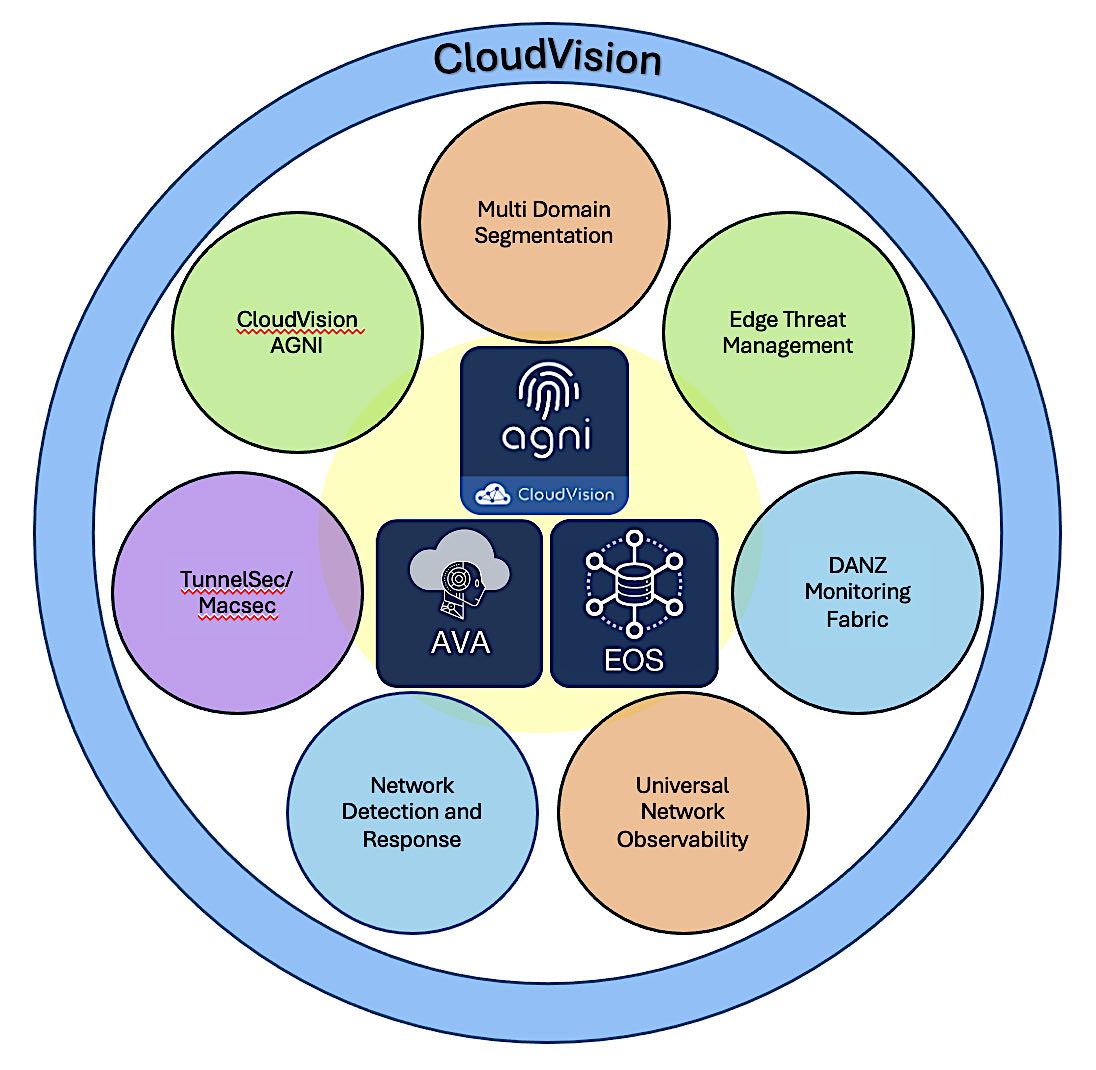 CloudVision
Multi Domain
Segmentation
CloudVision
AGNI
Edge Threat
Management
agni
CloudVision
TunnelSec/
Macsec
AVA
EOS
DANZ
Monitoring
Fabric
Network
Detection and
Response
Universal
Network
Observability